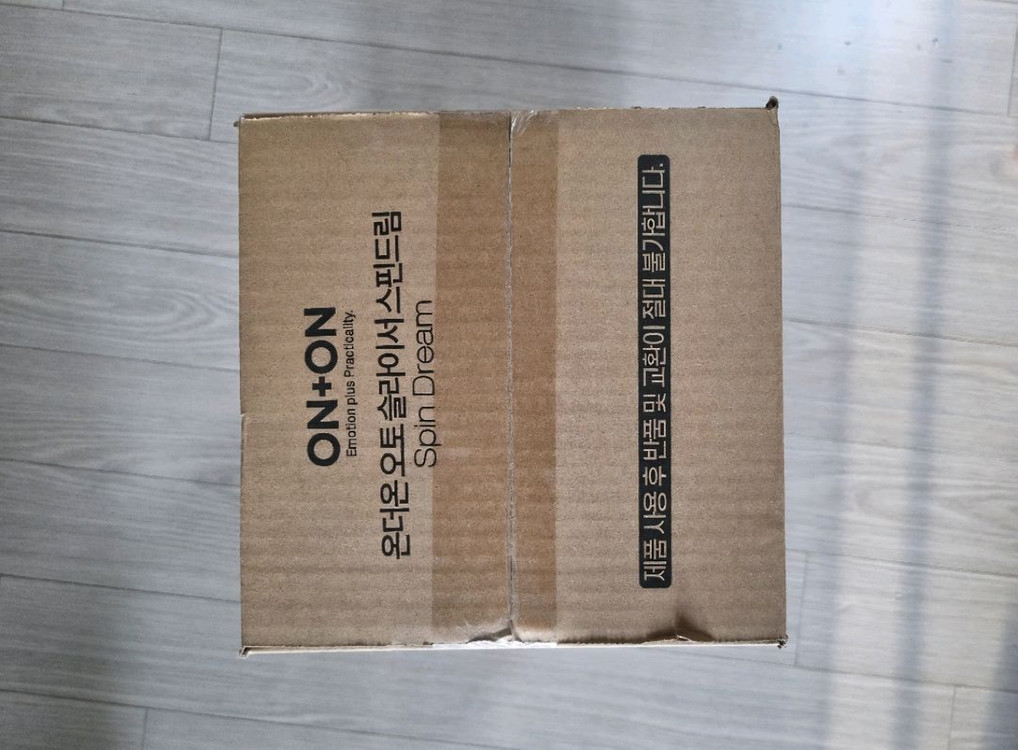 ON+ON
Emotion plus Practicality.
온더온 오토 슬라이서 스핀드림
Spin Dream
제품 사용 후 반품 및 교환이 절대 불가합니다.